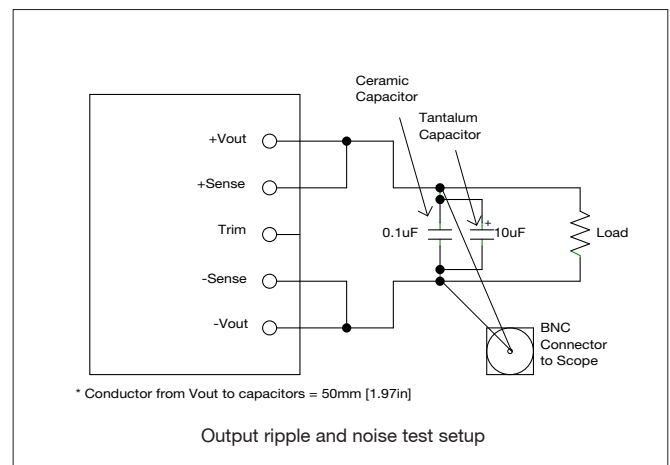 Ceramic
Capacitor
Tantalum
Capacitor
+Vout
+Sense
Trim
-Sense
-Vout
0.1uF
+
10uF
Load
BNC
Connector
to Scope
* Conductor from Vout to capacitors = 50mm [1.97in]
Output ripple and noise test setup